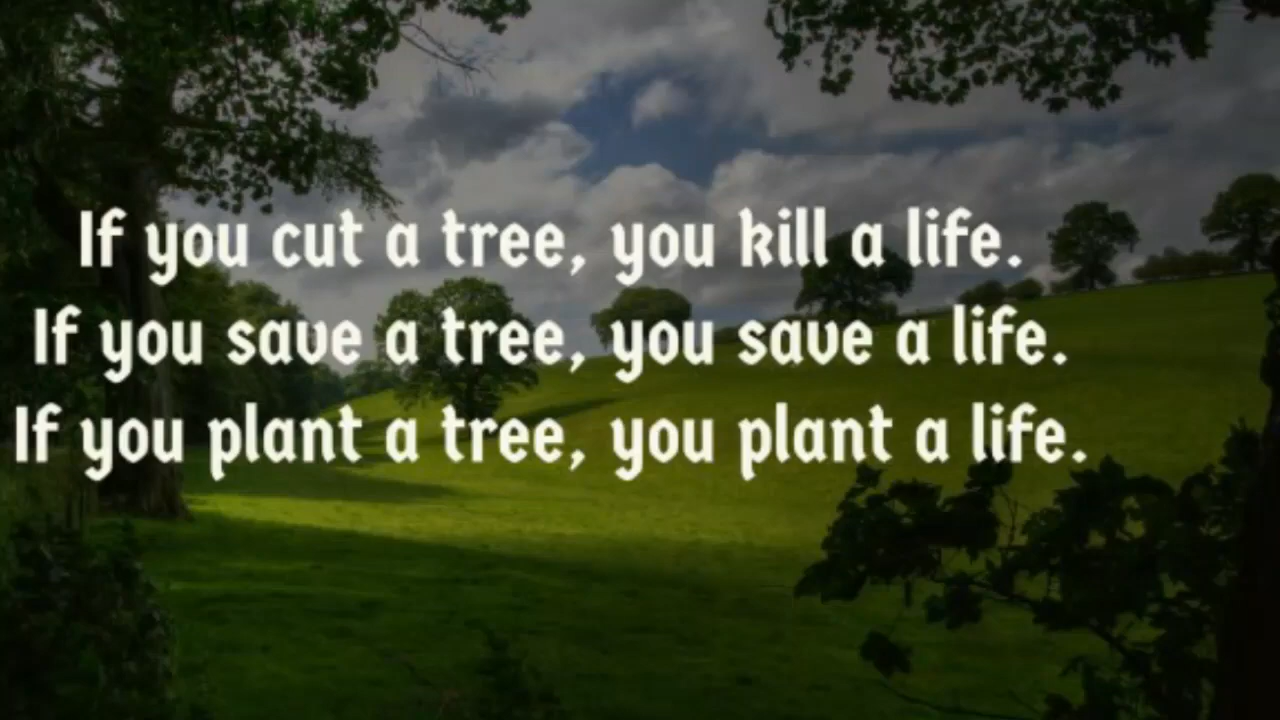 If you cut a tree, you kill a life.
If you save a tree, you save a life.
If you plant a tree, you plant a life.